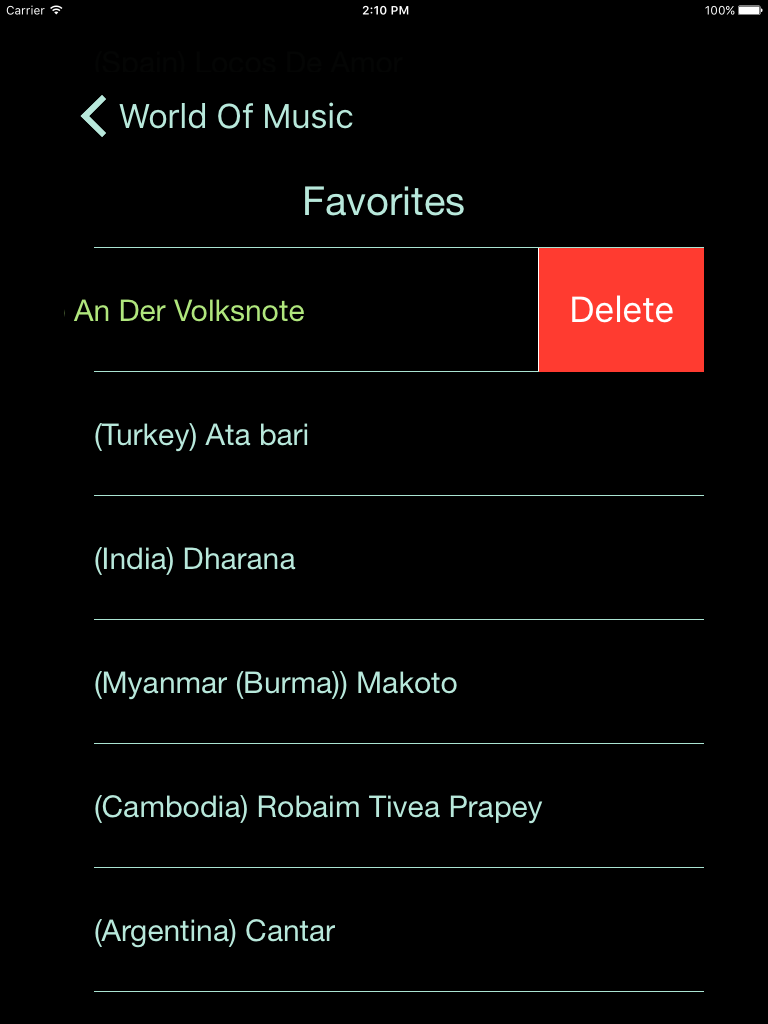 Carrier 2:10 PM 100%
(Spain) Locos De Amor
World Of Music
Favorites
) An Der Volksnote Delete
(Turkey) Ata bari
(India) Dharana
(Myanmar (Burma)) Makoto
(Cambodia) Robaim Tivea Prapey
(Argentina) Cantar